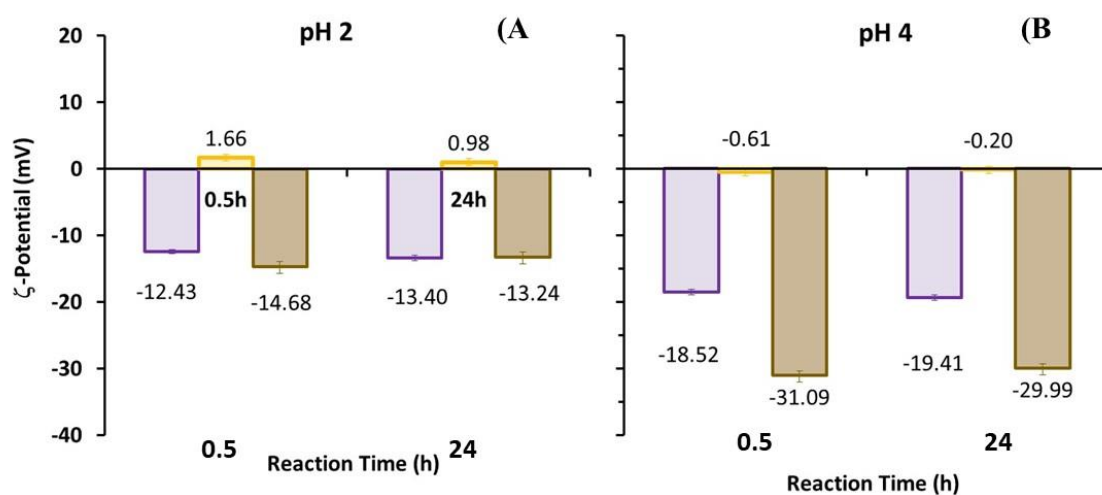 pH 2
(A
20
10
0
-10
-20
-30
-40
ζ-Potential (mV)
1.66
0.98
0.5h
24h
-12.43
-14.68
-13.40
-13.24
0.5
24
Reaction Time (h)
pH 4
(B
-0.61
-0.20
-18.52
-31.09
-19.41
-29.99
0.5
24
Reaction Time (h)